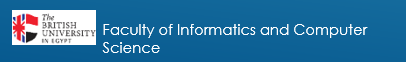 The
BRITISH
UNIVERSITY
IN EGYPT
Faculty of Informatics and Computer
Science